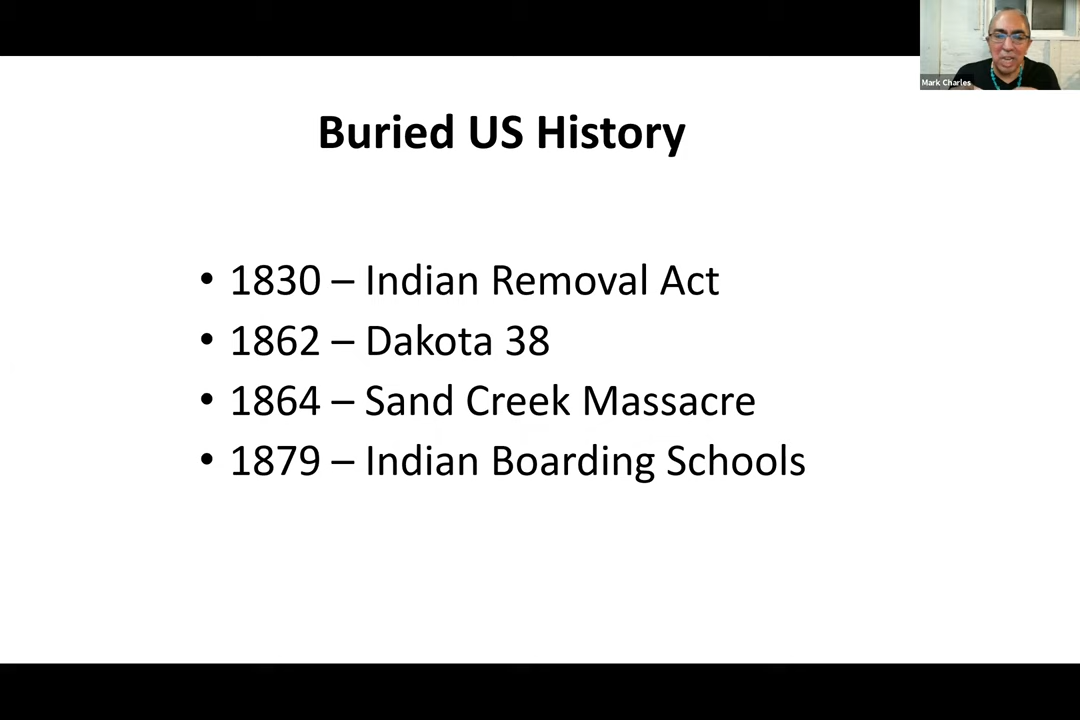 Mark Charles
Buried US History
• 1830 – Indian Removal Act
• 1862 – Dakota 38
• 1864 – Sand Creek Massacre
• 1879 – Indian Boarding Schools